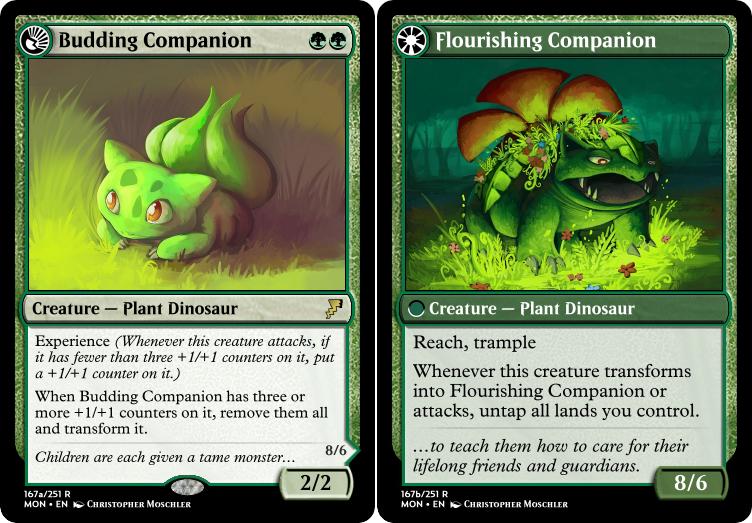 Budding Companion
Creature — Plant Dinosaur
Experience (Whenever this creature attacks, if
it has fewer than three +1/+1 counters on it, put
a +1/+1 counter on it.)
When Budding Companion has three or
more +1/+1 counters on it, remove them all
and transform it.
8/6
Children are each given a tame monster...
2/2
167a/251 R
MON • EN Christopher Moschler
Flourishing Companion
Creature — Plant Dinosaur
Reach, trample
Whenever this creature transforms
into Flourishing Companion or
attacks, untap all lands you control.
...to teach them how to care for their
lifelong friends and guardians.
8/6
167b/251 R
MON • EN Christopher Moschler